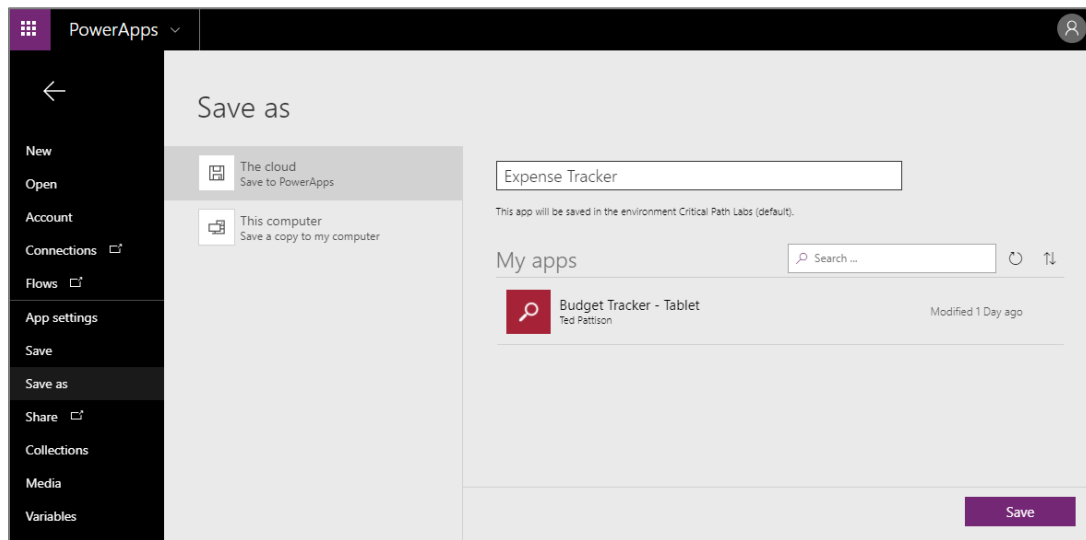 PowerApps
New
Open
Account
Connections
Flows
App settings
Save
Save as
Share
Collections
Media
Variables
Save as
The cloud
Save to PowerApps
This computer
Save a copy to my computer
Expense Tracker
This app will be saved in the environment Critical Path Labs (default).
My apps
Search ...
Budget Tracker - Tablet
Ted Pattison
Modified 1 Day ago
Save